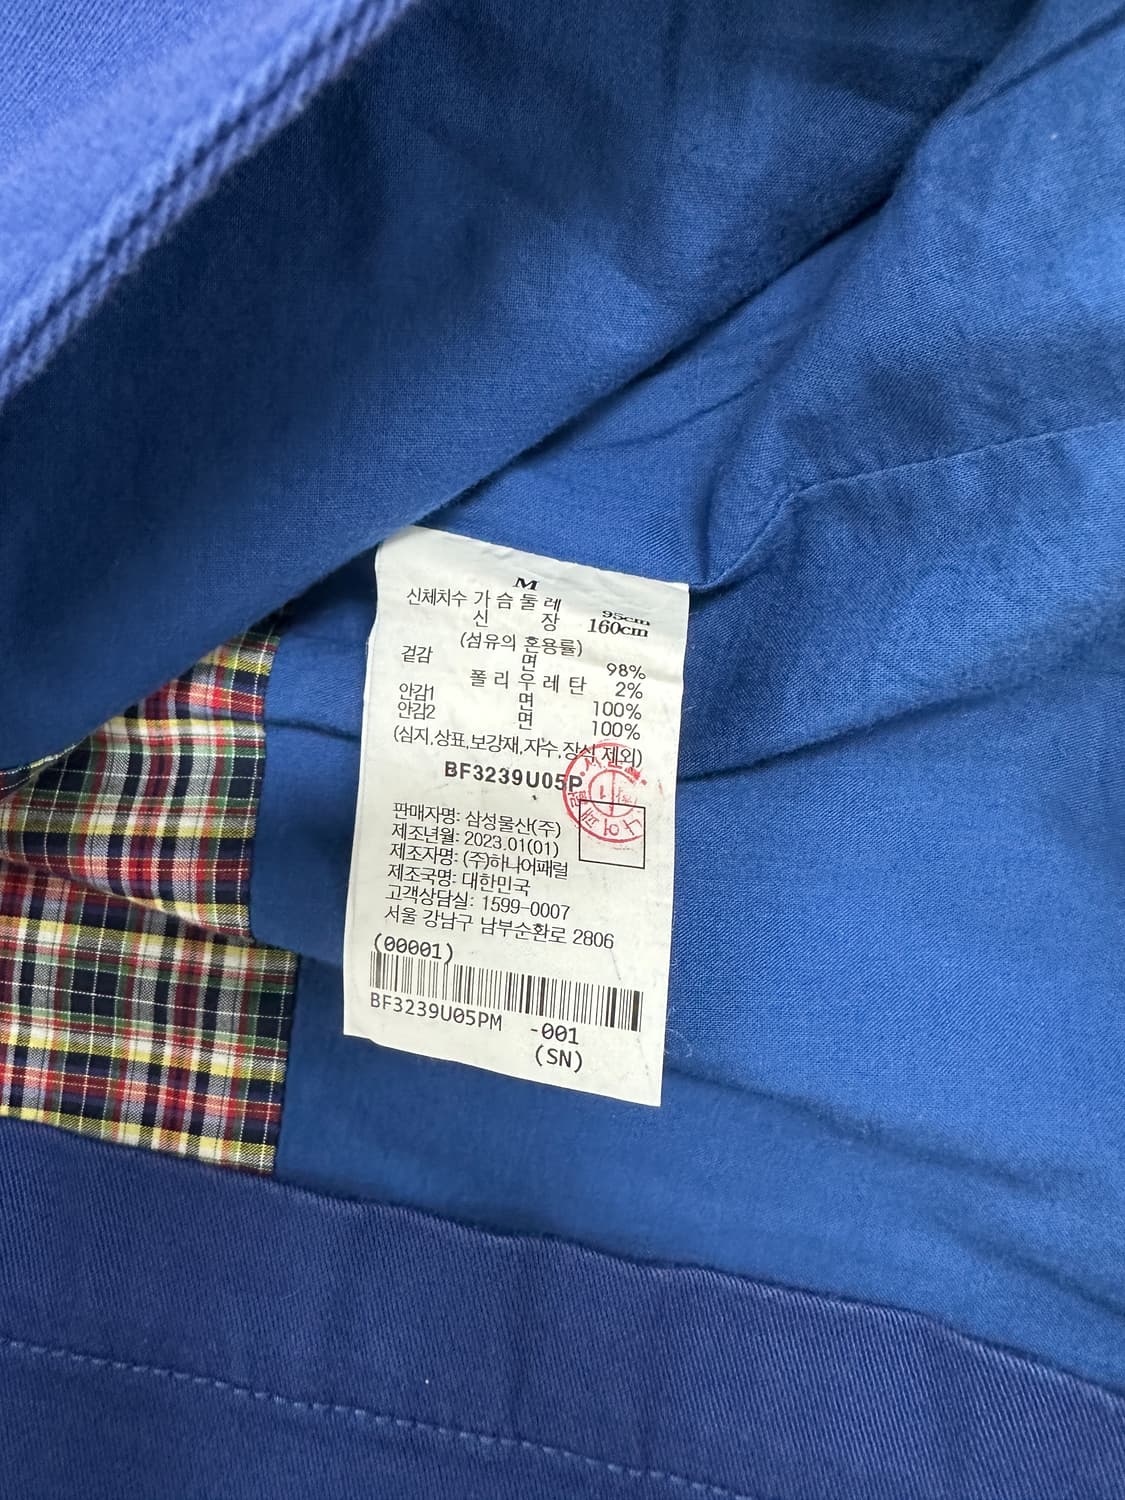 M
신체치수 가 슴 둘 레 95cm
신 장 160cm
(섬유의 혼용률)
겉감 면 98%
폴 리 우 레 탄 2%
안감1 면 100%
안감2 면 100%
(심지,상표,보강재,자수,장식 제외)
BF3239U05P
판매자명: 삼성물산(주)
제조년월: 2023.01(01)
제조자명: (주)하나어패럴
제조국명: 대한민국
고객상담실: 1599-0007
서울 강남구 남부순환로 2806
(00001)
BF3239U05PM -001
(SN)